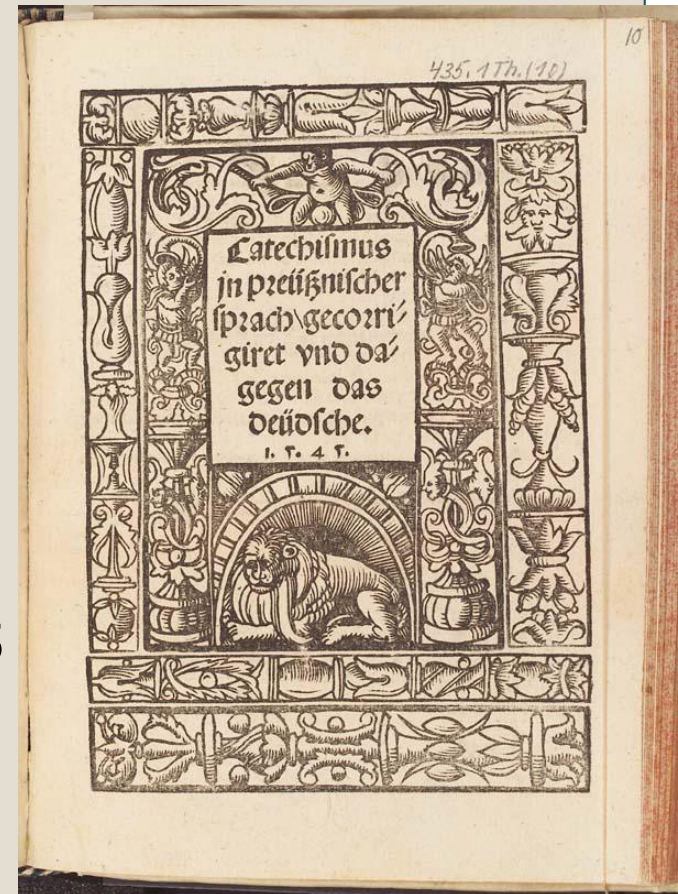 10
435. 1 Th. (10)
Catechiſmus
jn preüßniſcher
ſprach\gecorri⸗
giret vnd da⸗
gegen das
deüdſche.
1. 5. 4 5.